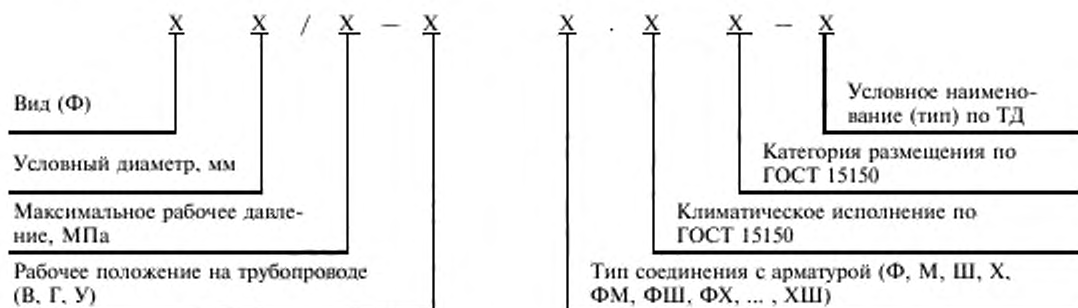 X X / X – X X . X X – X
Вид (Ф)
Условный диаметр, мм
Максимальное рабочее давле-
ние, МПа
Рабочее положение на трубопроводе
(В, Г, У)
Условное наимено-
вание (тип) по ТД
Категория размещения по
ГОСТ 15150
Климатическое исполнение по
ГОСТ 15150
Тип соединения с арматурой (Ф, М, Ш, Х,
ФМ, ФШ, ФХ, ... , ХШ)